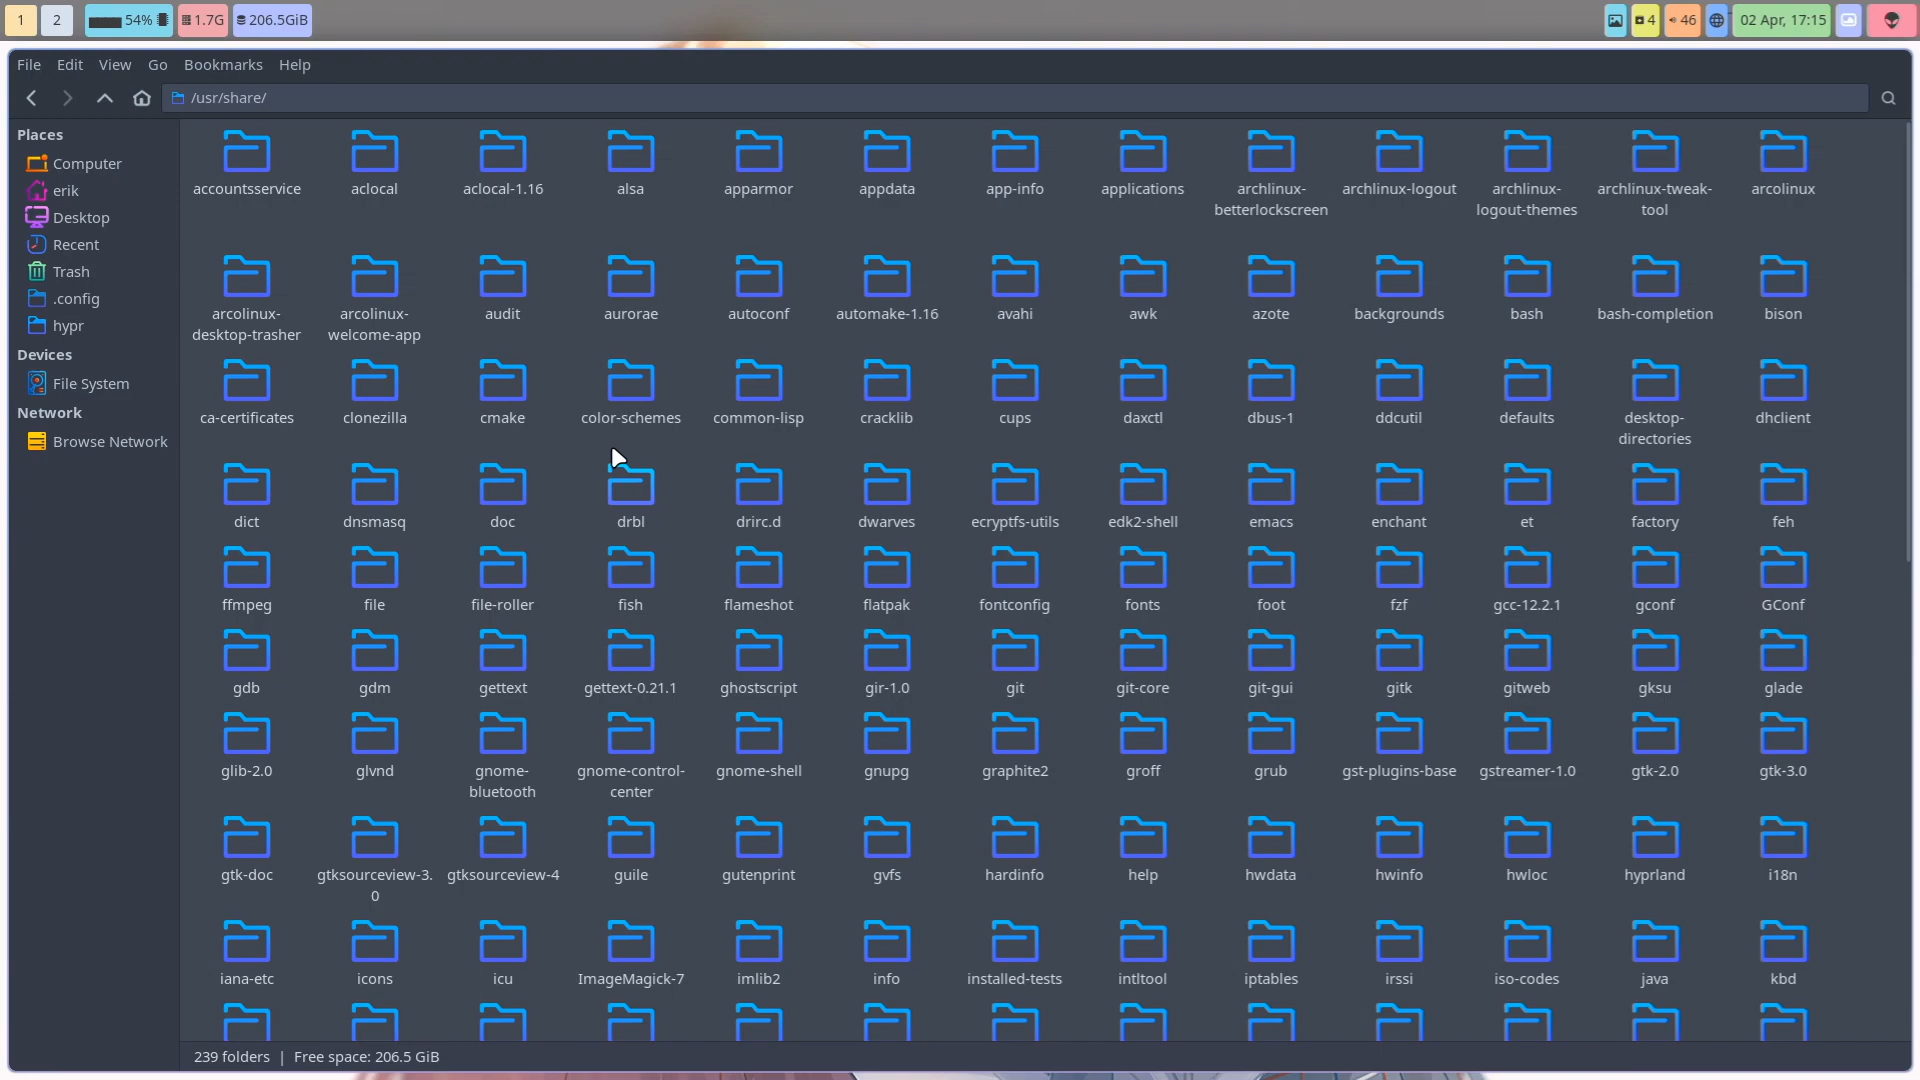 1 2 54% 1.7G 206.5GiB 4 46 02 Apr, 17:15
File Edit View Go Bookmarks Help
/usr/share/
Places
Computer
erik
Desktop
Recent
Trash
.config
hypr
Devices
File System
Network
Browse Network
accountsservice aclocal aclocal-1.16 alsa apparmor appdata app-info applications archlinux- archlinux-logout archlinux- archlinux-tweak- arcolinux
betterlockscreen logout-themes tool
arcolinux- arcolinux- audit aurorae autoconf automake-1.16 avahi awk azote backgrounds bash bash-completion bison
desktop-trasher welcome-app
ca-certificates clonezilla cmake color-schemes common-lisp cracklib cups daxctl dbus-1 ddcutil defaults desktop- dhclient
directories
dict dnsmasq doc drbl drirc.d dwarves ecryptfs-utils edk2-shell emacs enchant et factory feh
ffmpeg file file-roller fish flameshot flatpak fontconfig fonts foot fzf gcc-12.2.1 gconf GConf
gdb gdm gettext gettext-0.21.1 ghostscript gir-1.0 git git-core git-gui gitk gitweb gksu glade
glib-2.0 glvnd gnome- gnome-control- gnome-shell gnupg graphite2 groff grub gst-plugins-base gstreamer-1.0 gtk-2.0 gtk-3.0
bluetooth center
gtk-doc gtksourceview-3. gtksourceview-4 guile gutenprint gvfs hardinfo help hwdata hwinfo hwloc hyprland i18n
0
iana-etc icons icu ImageMagick-7 imlib2 info installed-tests intltool iptables irssi iso-codes java kbd
239 folders | Free space: 206.5 GiB